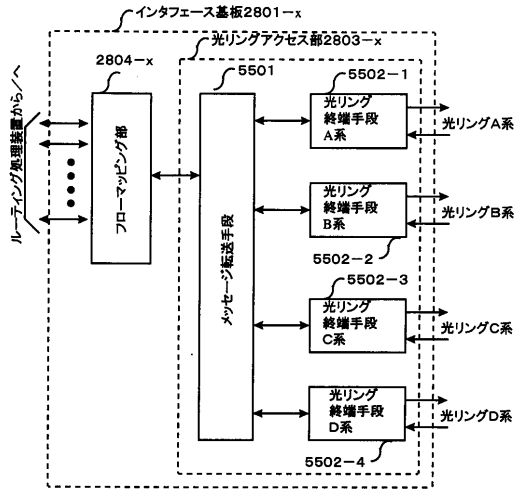 インタフェース基板2801-x
光リングアクセス部2803-x
2804-x
5501
5502-1
ルーティング処理装置から/へ
フローマッピング部
メッセージ転送手段
光リング
終端手段
A系
光リングA系
光リング
終端手段
B系
光リングB系
5502-2
5502-3
光リング
終端手段
C系
光リングC系
光リング
終端手段
D系
光リングD系
5502-4